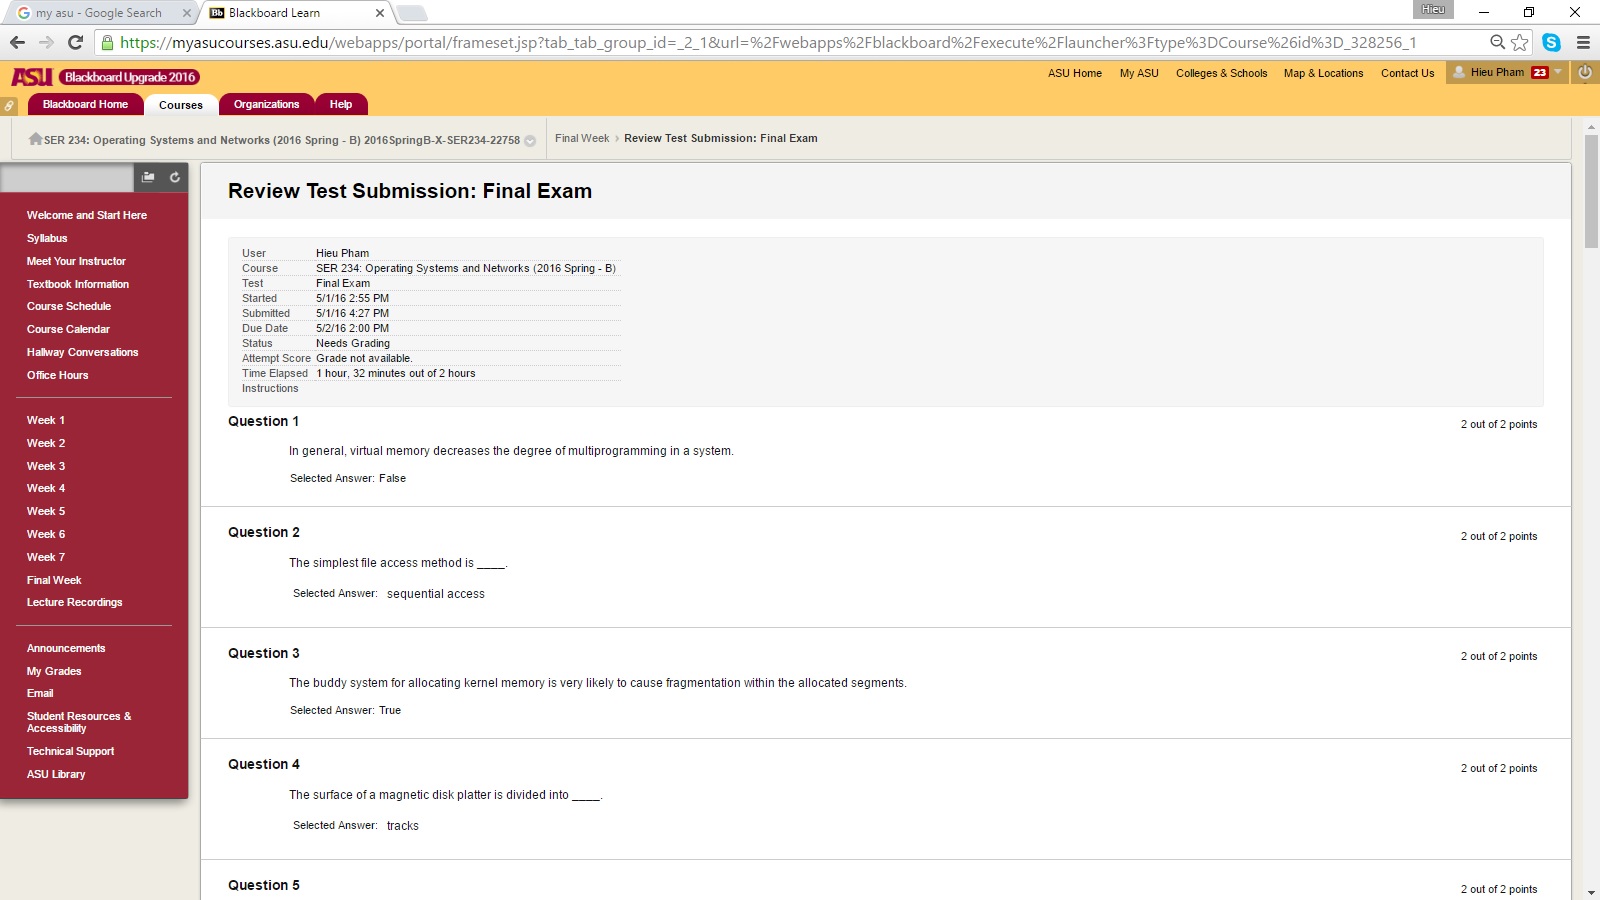 my asu - Google Search
Blackboard Learn
Hieu
https://myasucourses.asu.edu/webapps/portal/frameset.jsp?tab_tab_group_id=_2_1&url=%2Fwebapps%2Fblackboard%2Fexecute%2Flauncher%3Ftype%3DCourse%26id%3D_328256_1
ASU Blackboard Upgrade 2016
ASU Home My ASU Colleges & Schools Map & Locations Contact Us Hieu Pham 23
Blackboard Home Courses Organizations Help
SER 234: Operating Systems and Networks (2016 Spring - B) 2016SpringB-X-SER234-22758
Final Week > Review Test Submission: Final Exam
Welcome and Start Here
Syllabus
Meet Your Instructor
Textbook Information
Course Schedule
Course Calendar
Hallway Conversations
Office Hours
Week 1
Week 2
Week 3
Week 4
Week 5
Week 6
Week 7
Final Week
Lecture Recordings
Announcements
My Grades
Email
Student Resources &
Accessibility
Technical Support
ASU Library
Review Test Submission: Final Exam
User Hieu Pham
Course SER 234: Operating Systems and Networks (2016 Spring - B)
Test Final Exam
Started 5/1/16 2:55 PM
Submitted 5/1/16 4:27 PM
Due Date 5/2/16 2:00 PM
Status Needs Grading
Attempt Score Grade not available.
Time Elapsed 1 hour, 32 minutes out of 2 hours
Instructions
Question 1
2 out of 2 points
In general, virtual memory decreases the degree of multiprogramming in a system.
Selected Answer: False
Question 2
2 out of 2 points
The simplest file access method is ____.
Selected Answer: sequential access
Question 3
2 out of 2 points
The buddy system for allocating kernel memory is very likely to cause fragmentation within the allocated segments.
Selected Answer: True
Question 4
2 out of 2 points
The surface of a magnetic disk platter is divided into ____.
Selected Answer: tracks
Question 5
2 out of 2 points